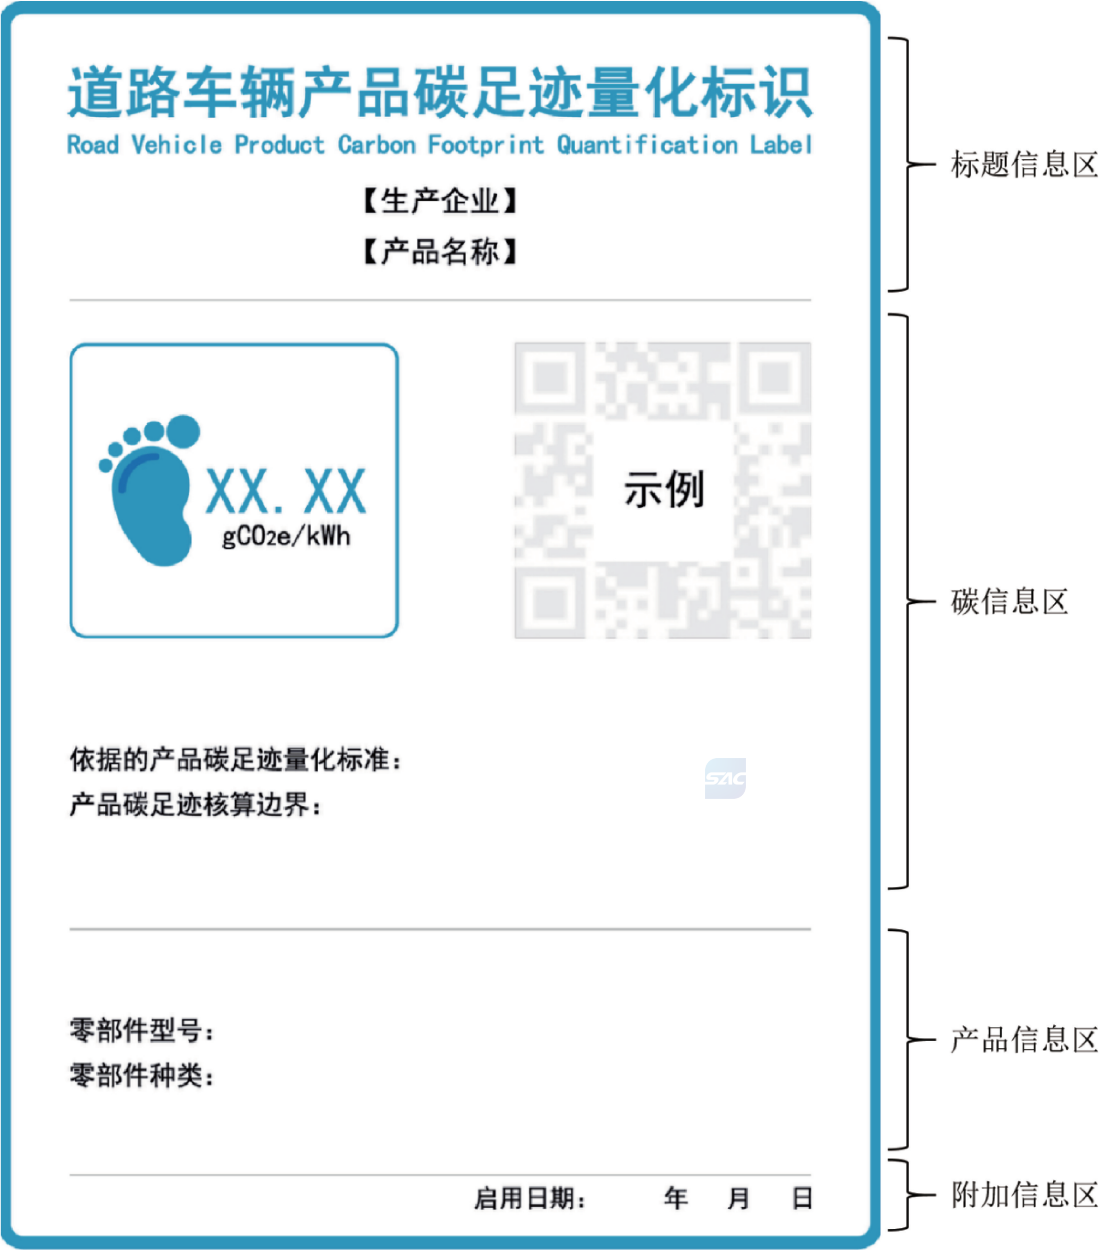 道路车辆产品碳足迹量化标识
Road Vehicle Product Carbon Footprint Quantification Label
【生产企业】
【产品名称】
标题信息区
XX.XX
gCO2e/kWh
示例
碳信息区
依据的产品碳足迹量化标准：
产品碳足迹核算边界：
SAC
零部件型号：
零部件种类：
产品信息区
启用日期： 年 月 日
附加信息区